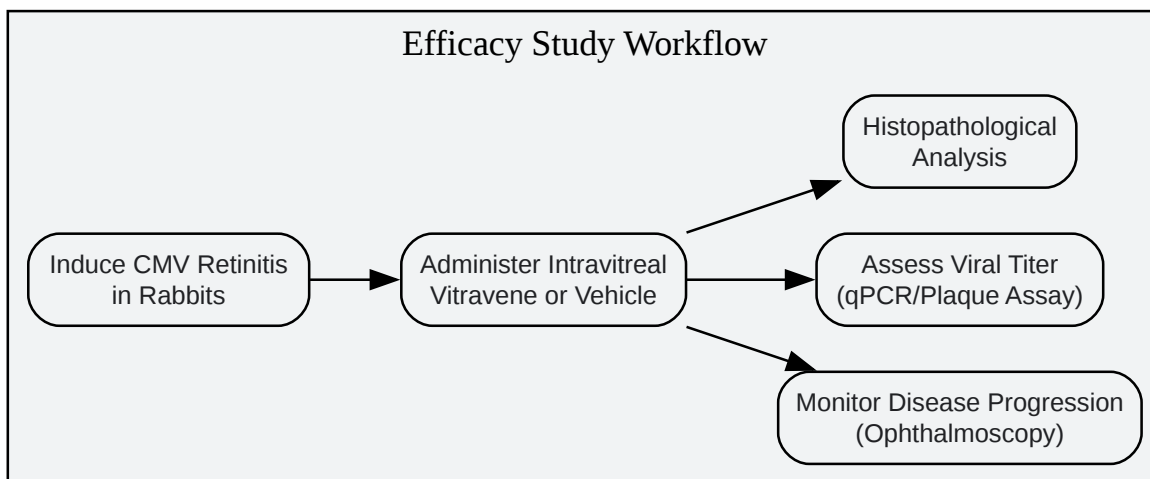 Efficacy Study Workflow
Induce CMV Retinitis
in Rabbits
Administer Intravitreal
Vitravene or Vehicle
Histopathological
Analysis
Assess Viral Titer
(qPCR/Plaque Assay)
Monitor Disease Progression
(Ophthalmoscopy)